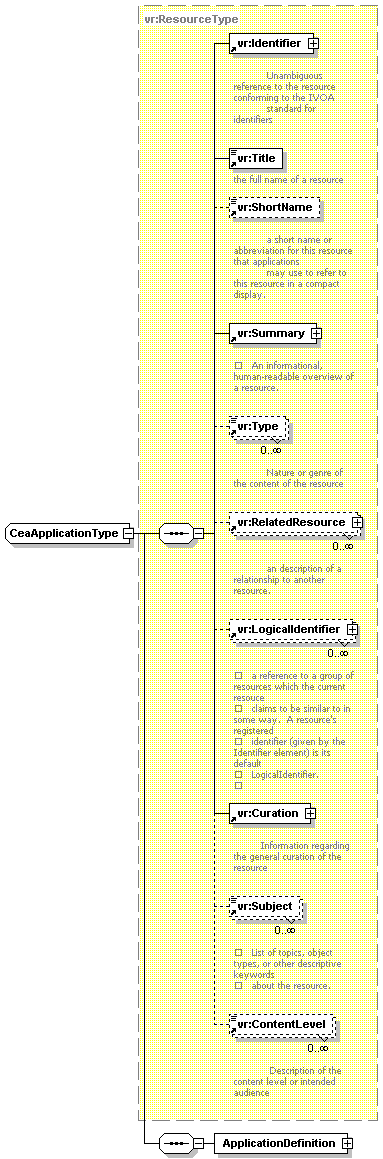 vr:ResourceType
vr:Identifier
Unambiguous
reference to the resource
conforming to the IVOA
standard for
identifiers
vr:Title
the full name of a resource
vr:ShortName
a short name or
abbreviation for this resource
that applications
may use to refer to
this resource in a compact
display.
vr:Summary
An informational,
human-readable overview of
a resource.
vr:Type
0..∞
Nature or genre of
the content of the resource
vr:RelatedResource
0..∞
an description of a
relationship to another
resource.
CeaApplicationType
vr:LogicalIdentifier
0..∞
a reference to a group of
resources which the current
resouce
claims to be similar to in
some way. A resource's
registered
identifier (given by the
Identifier element) is its
default
LogicalIdentifier.
vr:Curation
Information regarding
the general curation of the
resource
vr:Subject
0..∞
List of topics, object
types, or other descriptive
keywords
about the resource.
vr:ContentLevel
0..∞
Description of the
content level or intended
audience
ApplicationDefinition